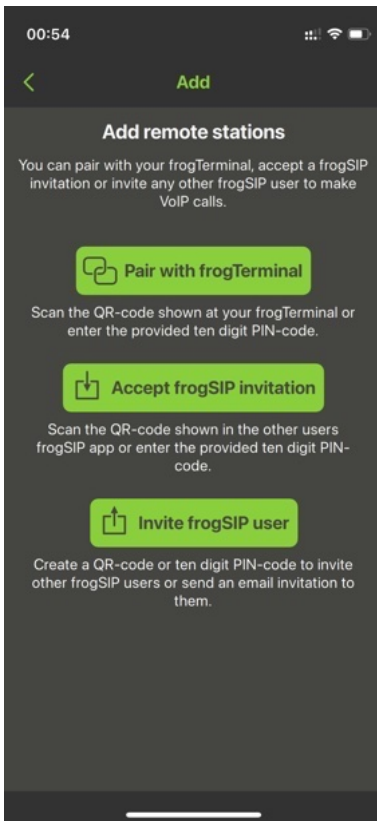 00:54
Add
Add remote stations
You can pair with your frogTerminal, accept a frogSIP
invitation or invite any other frogSIP user to make
VoIP calls.
Pair with frogTerminal
Scan the QR-code shown at your frogTerminal or
enter the provided ten digit PIN-code.
Accept frogSIP invitation
Scan the QR-code shown in the other users
frogSIP app or enter the provided ten digit PIN-
code.
Invite frogSIP user
Create a QR-code or ten digit PIN-code to invite
other frogSIP users or send an email invitation to
them.